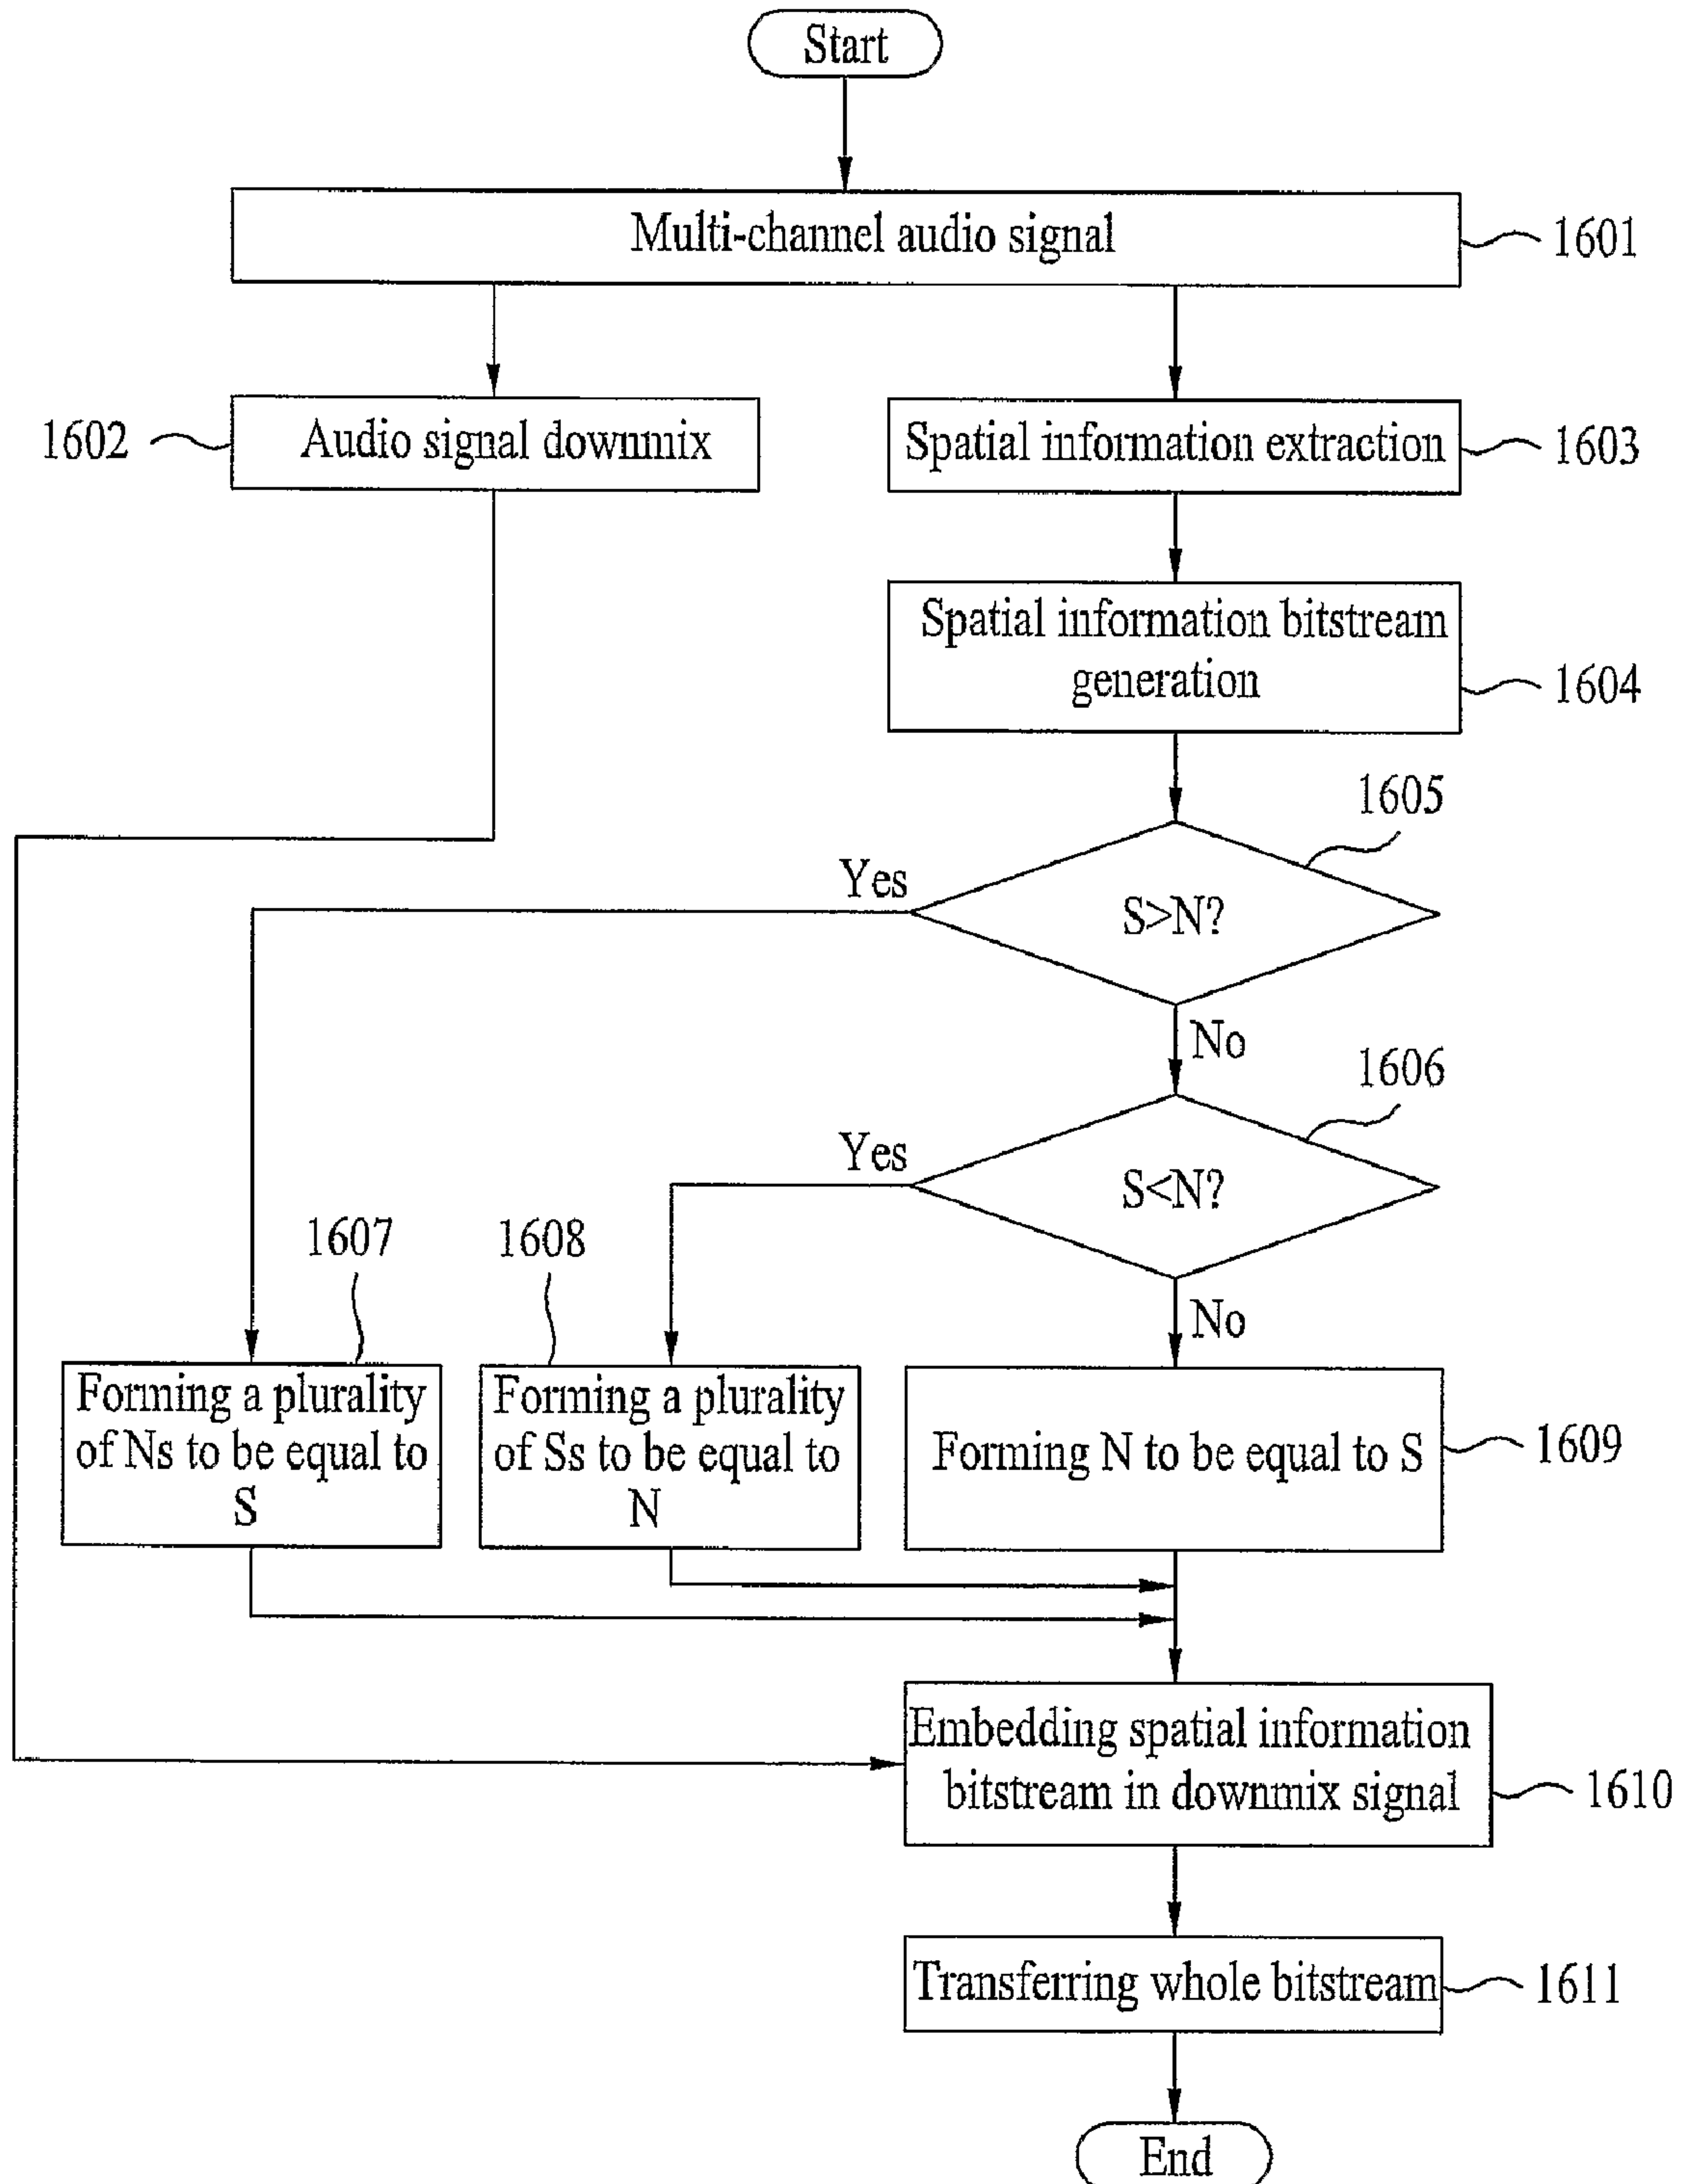 Start
Multi-channel audio signal
1601
1602
Audio signal downmix
Spatial information extraction
1603
Spatial information bitstream
generation
1604
1605
Yes
S>N?
No
1606
Yes
S<N?
No
1607
1608
Forming a plurality
of Ns to be equal to
S
Forming a plurality
of Ss to be equal to
N
Forming N to be equal to S
1609
Embedding spatial information
bitstream in downmix signal
1610
Transferring whole bitstream
1611
End